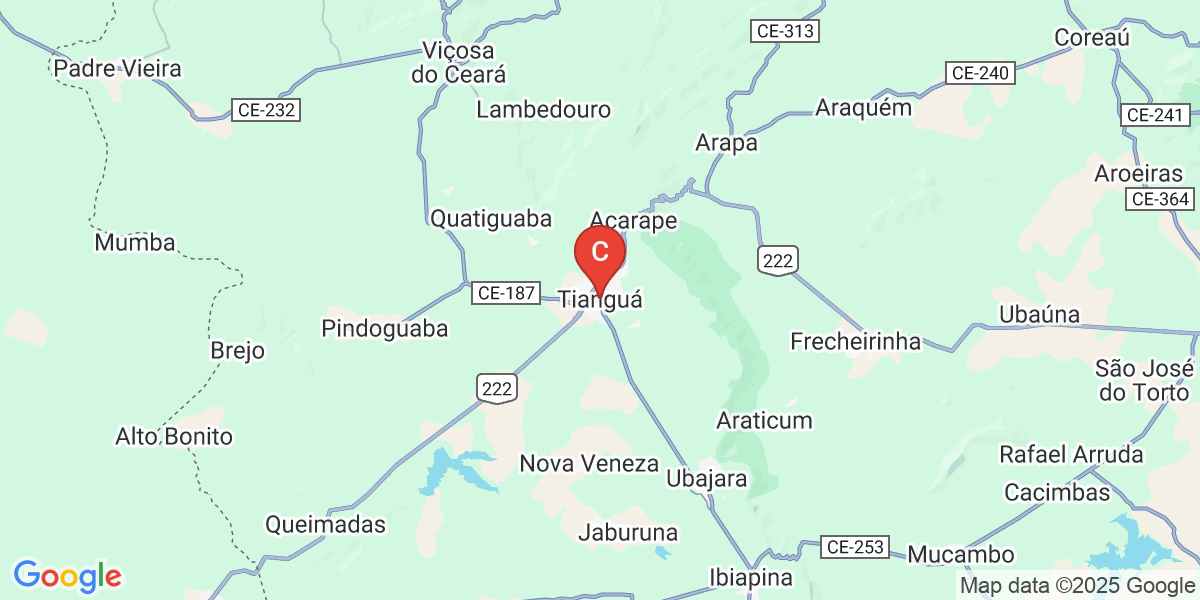 CE-313
Coreaú
Viçosa
do Ceará
Padre Vieira
CE-240
CE-232
Lambedouro
Araquém
CE-241
Arapa
Aroeiras
CE-364
Quatiguaba
Acarape
Mumba
C
222
CE-187
Tianguá
Ubaúna
Pindoguaba
Frecheirinha
Brejo
São José
do Torto
222
Araticum
Alto Bonito
Rafael Arruda
Nova Veneza
Ubajara
Cacimbas
Queimadas
Jaburuna
CE-253
Mucambo
Google
Ibiapina
Map data ©2025 Google